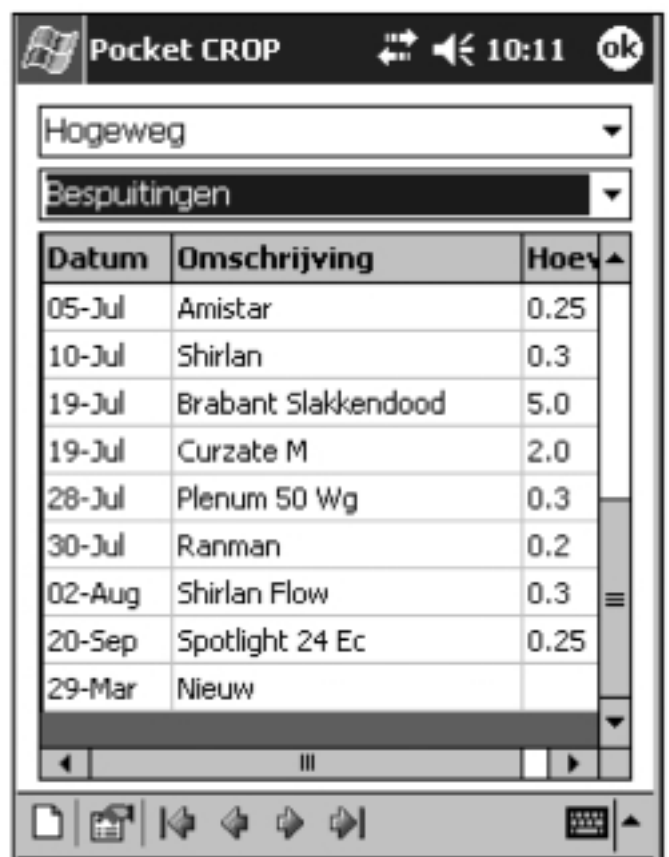 Pocket CROP 10:11 ok
Hogeweg
Bespuitingen
Datum Omschrijving Hoev
05-Jul Amistar 0.25
10-Jul Shirlan 0.3
19-Jul Brabant Slakkendood 5.0
19-Jul Curzate M 2.0
28-Jul Plenum 50 Wg 0.3
30-Jul Ranman 0.2
02-Aug Shirlan Flow 0.3
20-Sep Spotlight 24 Ec 0.25
29-Mar Nieuw